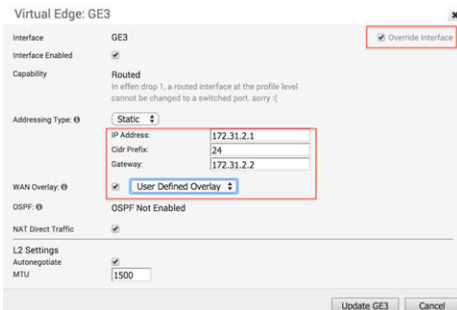 Virtual Edge: GE3
Interface GE3 Override Interface
Interface Enabled
Capability Routed
In effen drop 1, a routed interface at the profile level
cannot be changed to a switched port. sorry :(
Addressing Type: Static
IP Address: 172.31.2.1
Cidr Prefix: 24
Gateway: 172.31.2.2
WAN Overlay: User Defined Overlay
OSPF: OSPF Not Enabled
NAT Direct Traffic
L2 Settings
Autonegotiate
MTU 1500
Update GE3 Cancel